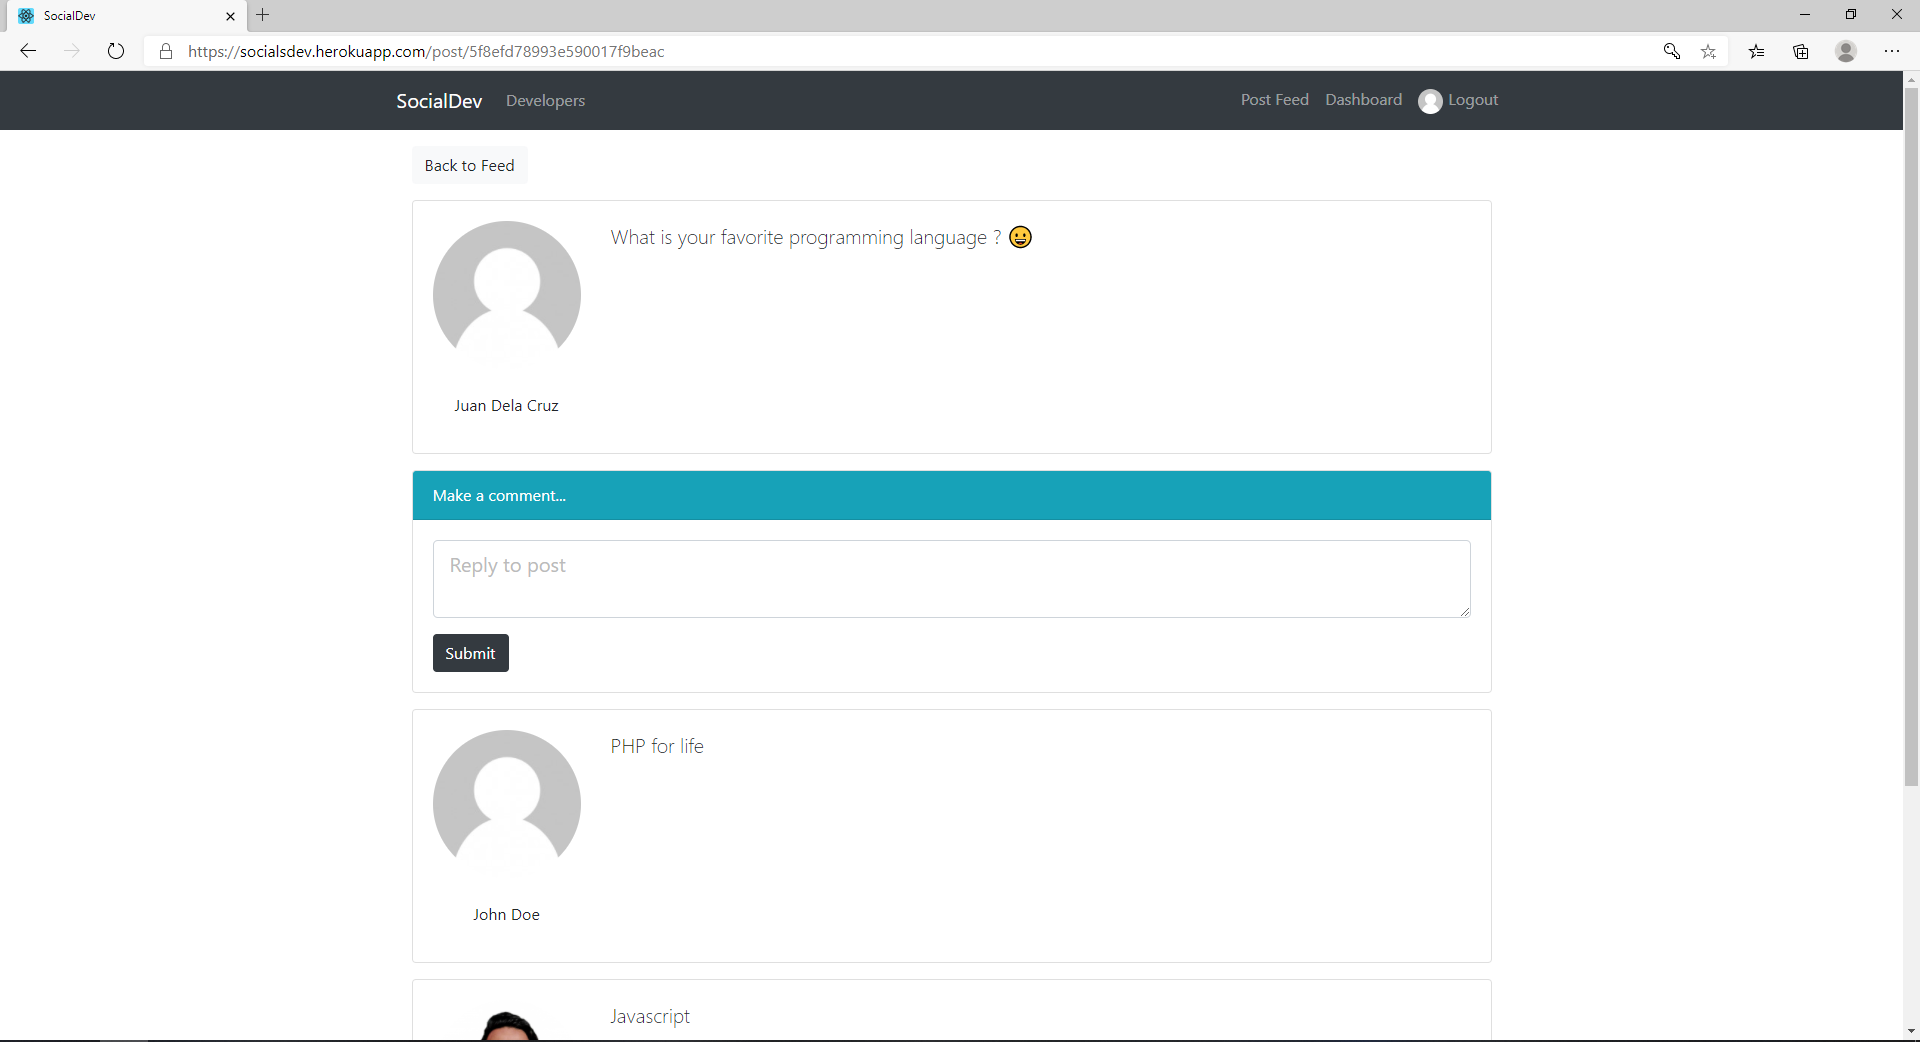 SocialDev
https://socialsdev.herokuapp.com/post/5f8efd78993e590017f9beac
SocialDev Developers Post Feed Dashboard Logout
Back to Feed
What is your favorite programming language ? 😀
Juan Dela Cruz
Make a comment...
Reply to post
Submit
PHP for life
John Doe
Javascript